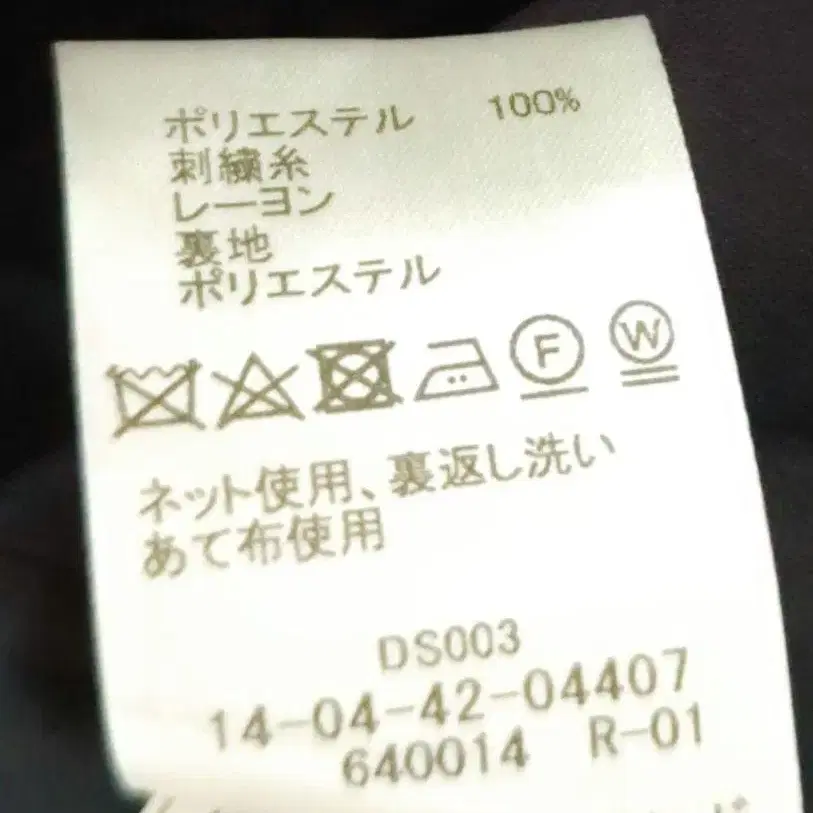 ポリエステル 100%
刺繍糸
レーヨン
裏地
ポリエステル
F W
ネット使用、裏返し洗い
あて布使用
DS003
14-04-42-04407
640014 R-01